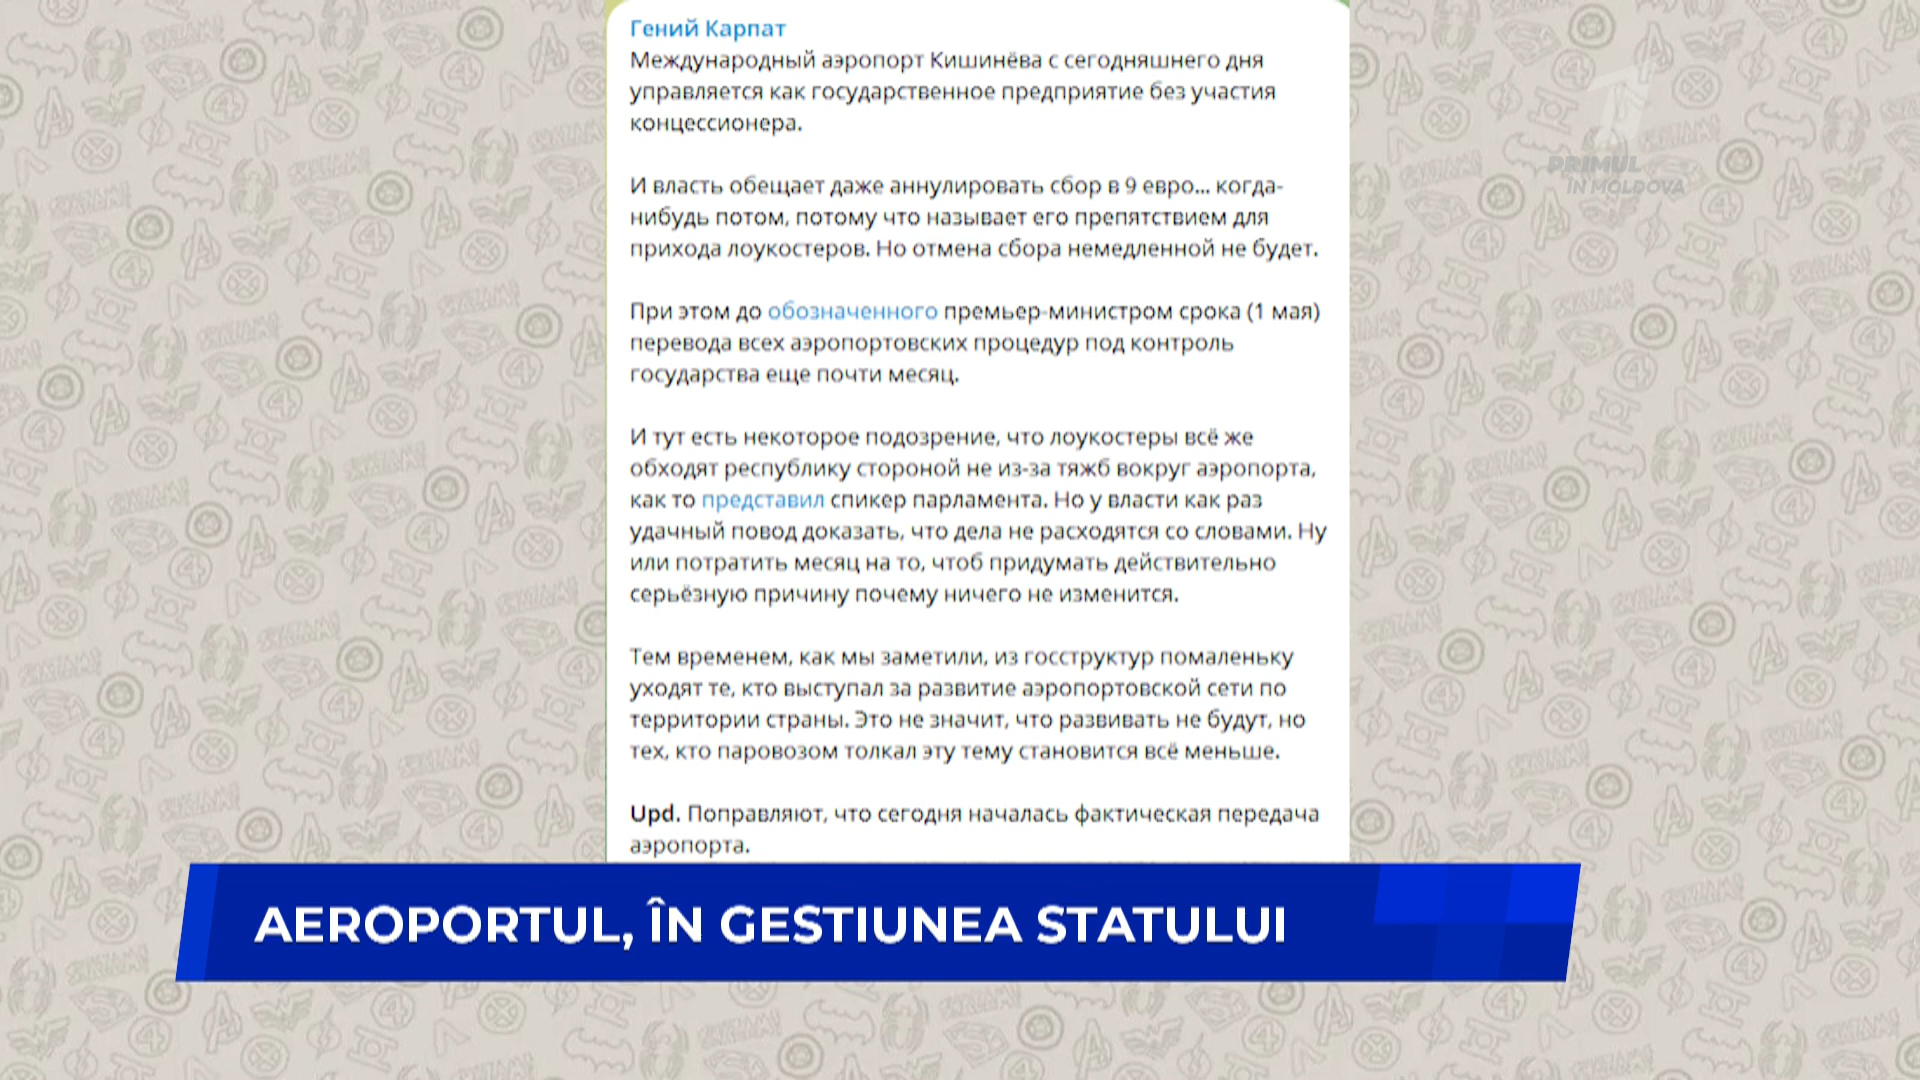 Гений Карпат
Международный аэропорт Кишинёва с сегодняшнего дня
управляется как государственное предприятие без участия
концессионера.
И власть обещает даже аннулировать сбор в 9 евро... когда-
нибудь потом, потому что называет его препятствием для
прихода лоукостеров. Но отмена сбора немедленной не будет.
При этом до обозначенного премьер-министром срока (1 мая)
перевода всех аэропортовских процедур под контроль
государства еще почти месяц.
И тут есть некоторое подозрение, что лоукостеры всё же
обходят республику стороной не из-за тяжб вокруг аэропорта,
как то представил спикер парламента. Но у власти как раз
удачный повод доказать, что дела не расходятся со словами. Ну
или потратить месяц на то, чтоб придумать действительно
серьёзную причину почему ничего не изменится.
Тем временем, как мы заметили, из госструктур помаленьку
уходят те, кто выступал за развитие аэропортовской сети по
территории страны. Это не значит, что развивать не будут, но
тех, кто паровозом толкал эту тему становится всё меньше.
Upd. Поправляют, что сегодня началась фактическая передача
аэропорта.
PRIMUL
ÎN MOLDOVA
AEROPORTUL, ÎN GESTIUNEA STATULUI